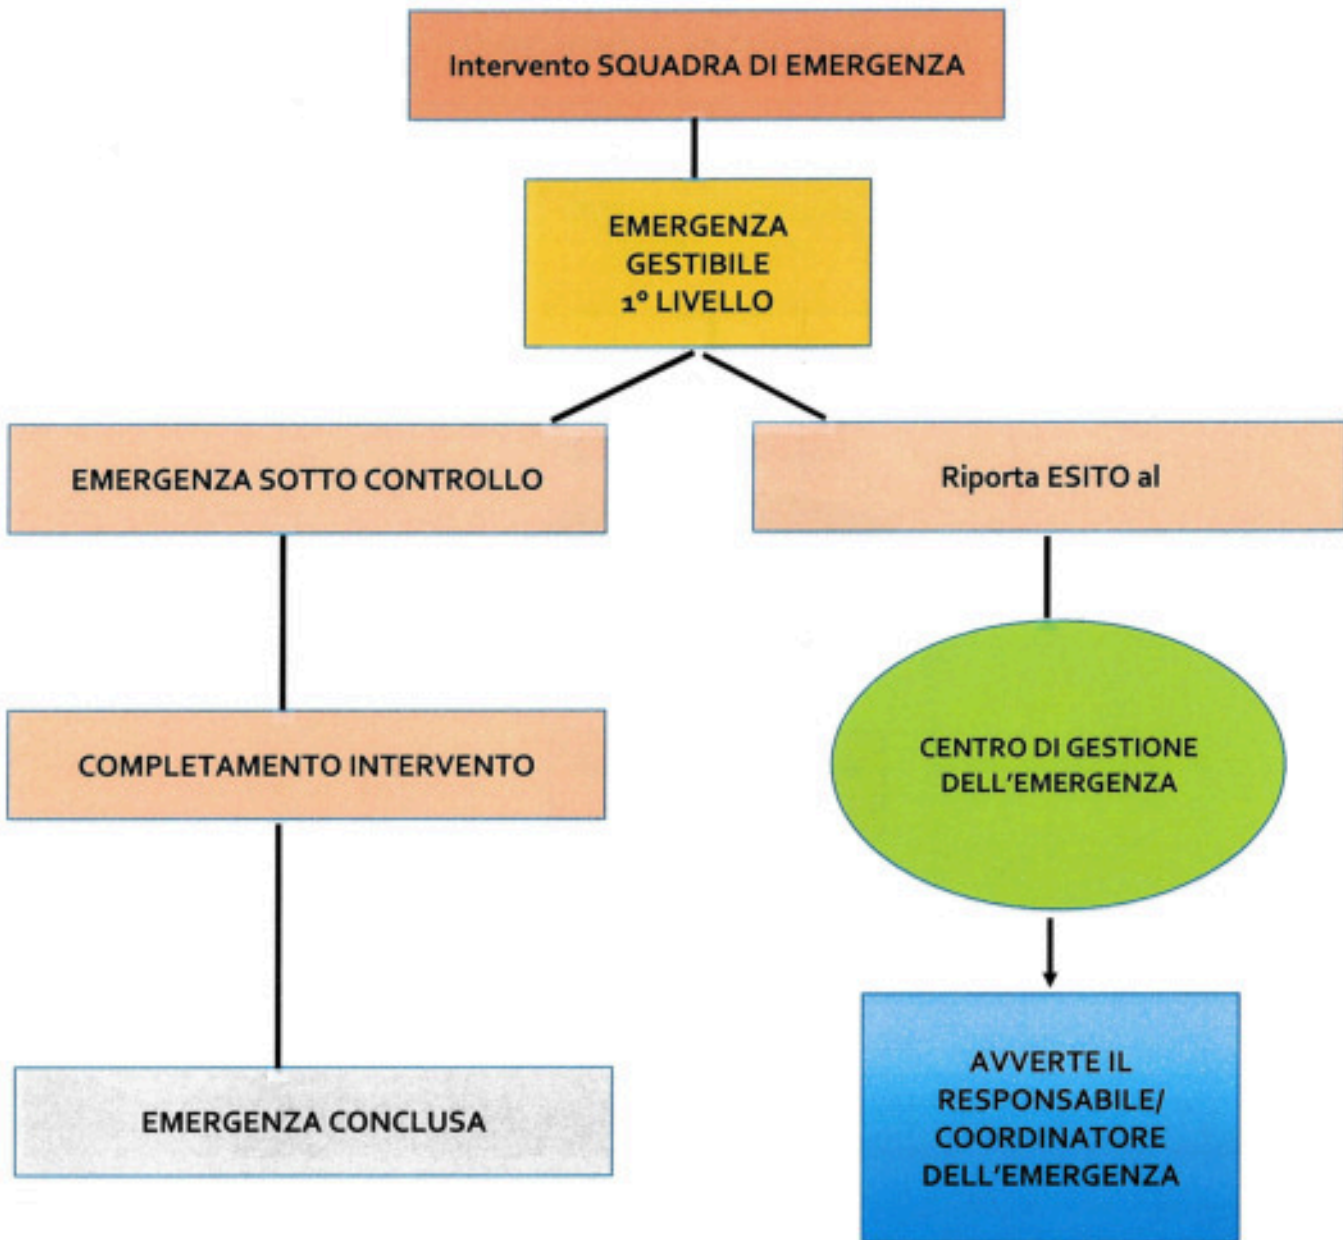 Intervento SQUADRA DI EMERGENZA
EMERGENZA
GESTIBILE
1° LIVELLO
EMERGENZA SOTTO CONTROLLO
Riporta ESITO al
COMPLETAMENTO INTERVENTO
CENTRO DI GESTIONE
DELL'EMERGENZA
EMERGENZA CONCLUSA
AVVERTE IL
RESPONSABILE/
COORDINATORE
DELL'EMERGENZA